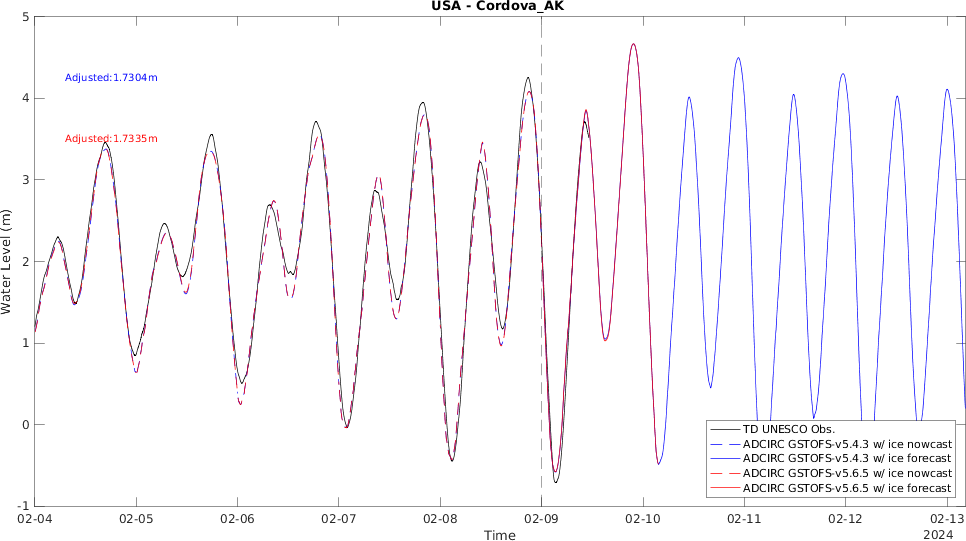 USA - Cordova_AK
5
4
3
2
1
0
-1
Water Level (m)
Adjusted:1.7304m
Adjusted:1.7335m
TD UNESCO Obs.
ADCIRC GSTOFS-v5.4.3 w/ ice nowcast
ADCIRC GSTOFS-v5.4.3 w/ ice forecast
ADCIRC GSTOFS-v5.6.5 w/ ice nowcast
ADCIRC GSTOFS-v5.6.5 w/ ice forecast
02-04 02-05 02-06 02-07 02-08 02-09 02-10 02-11 02-12 02-13
Time
2024